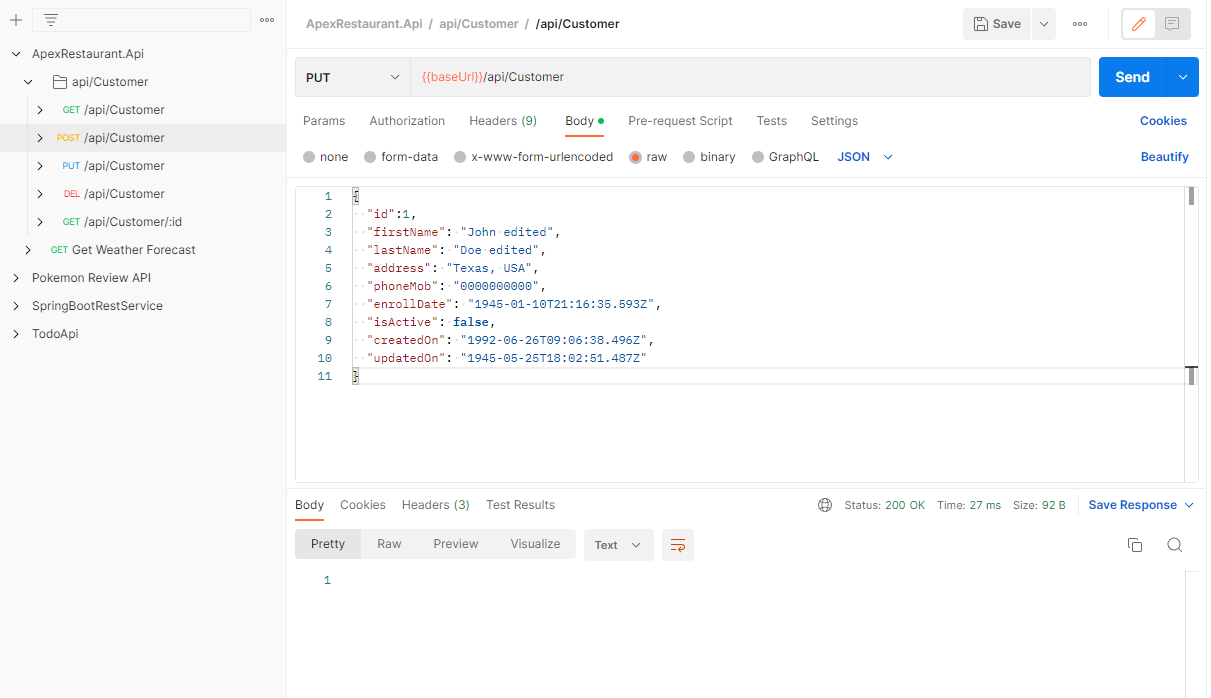 ApexRestaurant.Api
api/Customer
GET /api/Customer
POST /api/Customer
PUT /api/Customer
DEL /api/Customer
GET /api/Customer/:id
GET Get Weather Forecast
Pokemon Review API
SpringBootRestService
TodoApi
ApexRestaurant.Api / api/Customer / /api/Customer
Save
PUT {{baseUrl}}/api/Customer
Send
Params Authorization Headers (9) Body Pre-request Script Tests Settings Cookies
none form-data x-www-form-urlencoded raw binary GraphQL JSON Beautify
1 {
2 "id":1,
3 "firstName": "John edited",
4 "lastName": "Doe edited",
5 "address": "Texas, USA",
6 "phoneMob": "0000000000",
7 "enrollDate": "1945-01-10T21:16:35.593Z",
8 "isActive": false,
9 "createdOn": "1992-06-26T09:06:38.496Z",
10 "updatedOn": "1945-05-25T18:02:51.487Z"
11 }
Body Cookies Headers (3) Test Results Status: 200 OK Time: 27 ms Size: 92 B Save Response
Pretty Raw Preview Visualize Text
1